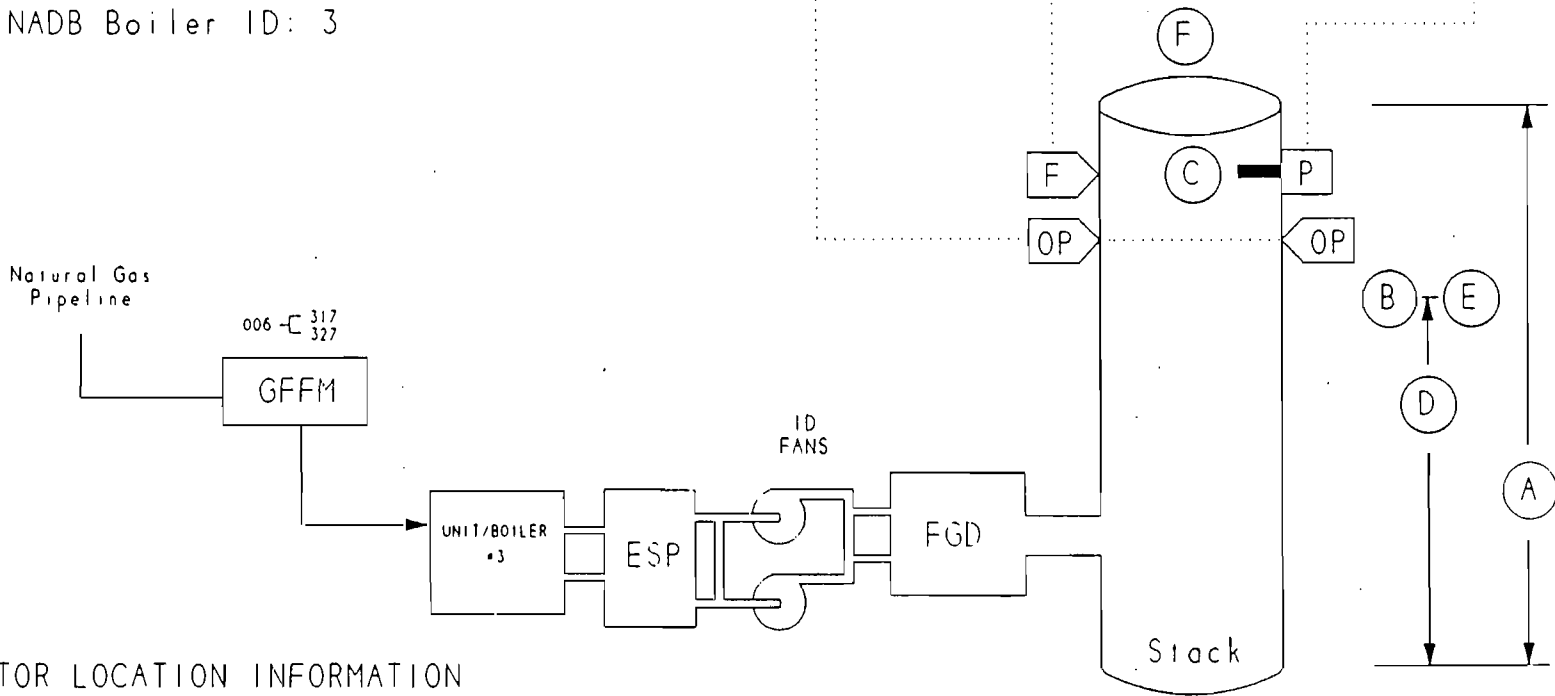 NADB Boiler ID: 3
F
F
C
P
OP
OP
Natural Gas
Pipeline
B
E
006
317
327
GFFM
D
ID
FANS
A
UNIT/BOILER
#3
ESP
FGD
Stack
TOR LOCATION INFORMATION